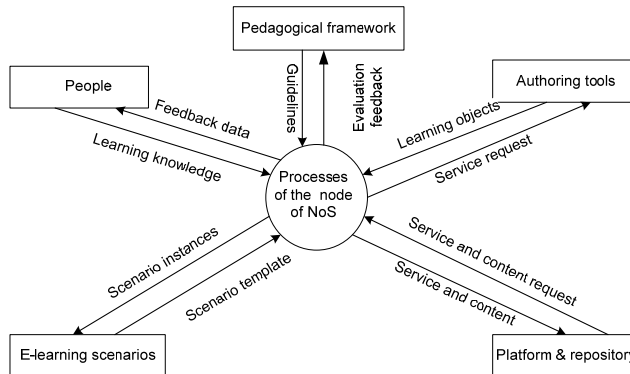 Pedagogical framework
People
Authoring tools
Guidelines
Evaluation
feedback
Feedback data
Learning knowledge
Learning objects
Service request
Processes
of the node
of NoS
Scenario instances
Scenario template
Service and content request
Service and content
E-learning scenarios
Platform & repository